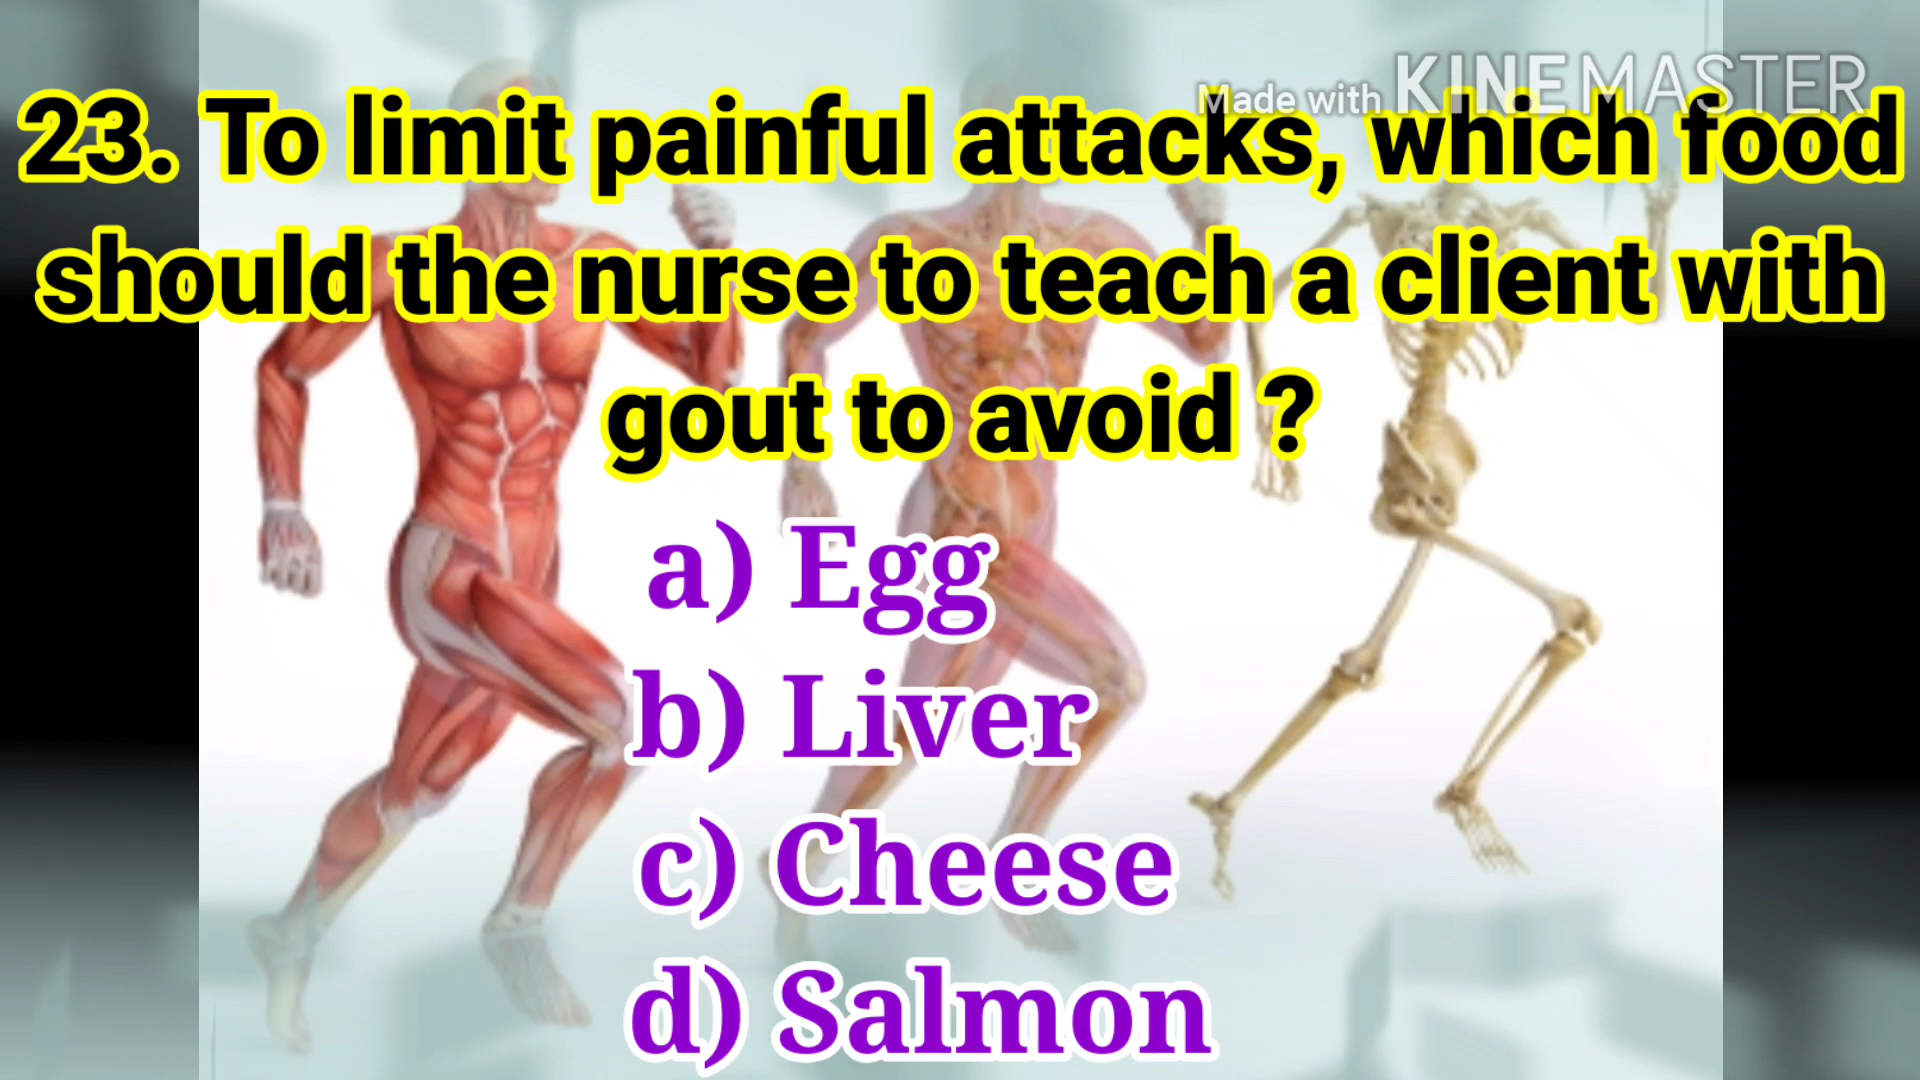 Made with KINEMASTER
23. To limit painful attacks, which food
should the nurse to teach a client with
gout to avoid ?
a) Egg
b) Liver
c) Cheese
d) Salmon